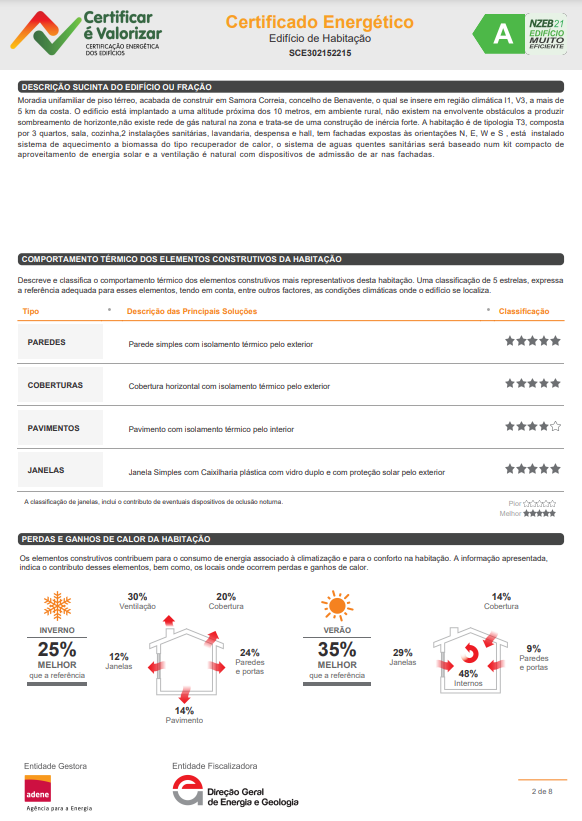 Certificar
é Valorizar
CERTIFICAÇÃO ENERGÉTICA
DOS EDIFÍCIOS
Certificado Energético
Edifício de Habitação
SCE302152215
A
NZEB21
EDIFÍCIO
MUITO
EFICIENTE
DESCRIÇÃO SUCINTA DO EDIFÍCIO OU FRAÇÃO
Moradia unifamiliar de piso térreo, acabada de construir em Samora Correia, concelho de Benavente, o qual se insere em região climática I1, V3, a mais de
5 km da costa. O edificio está implantado a uma altitude próxima dos 10 metros, em ambiente rural, não existem na envolvente obstáculos a produzir
sombreamento de horizonte,não existe rede de gás natural na zona e trata-se de uma construção de inércia forte. A habitação é de tipologia T3, composta
por 3 quartos, sala, cozinha,2 instalações sanitárias, lavandaria, despensa e hall, tem fachadas expostas às orientações N, E, W e S , está instalado
sistema de aquecimento a biomassa do tipo recuperador de calor, o sistema de aguas quentes sanitárias será baseado num kit compacto de
aproveitamento de energia solar e a ventilação é natural com dispositivos de admissão de ar nas fachadas.
COMPORTAMENTO TÉRMICO DOS ELEMENTOS CONSTRUTIVOS DA HABITAÇÃO
Descreve e classifica o comportamento térmico dos elementos construtivos mais representativos desta habitação. Uma classificação de 5 estrelas, expressa
a referência adequada para esses elementos, tendo em conta, entre outros factores, as condições climáticas onde o edifício se localiza.
Tipo Descrição das Principais Soluções Classificação
PAREDES Parede simples com isolamento térmico pelo exterior ★★★★★
COBERTURAS Cobertura horizontal com isolamento térmico pelo exterior ★★★★★
PAVIMENTOS Pavimento com isolamento térmico pelo interior ★★★★☆
JANELAS Janela Simples com Caixilharia plástica com vidro duplo e com proteção solar pelo exterior ★★★★★
A classificação de janelas, inclui o contributo de eventuais dispositivos de oclusão noturna.
Pior ☆☆☆☆☆
Melhor ★★★★★
PERDAS E GANHOS DE CALOR DA HABITAÇÃO
Os elementos construtivos contribuem para o consumo de energia associado à climatização e para o conforto na habitação. A informação apresentada,
indica o contributo desses elementos, bem como, os locais onde ocorrem perdas e ganhos de calor.
INVERNO
25%
MELHOR
que a referência
30%
Ventilação
20%
Cobertura
12%
Janelas
24%
Paredes
e portas
14%
Pavimento
VERÃO
35%
MELHOR
que a referência
14%
Cobertura
29%
Janelas
9%
Paredes
e portas
48%
Internos
Entidade Gestora
adene
Agência para a Energia
Entidade Fiscalizadora
Direção Geral
de Energia e Geologia
2 de 8